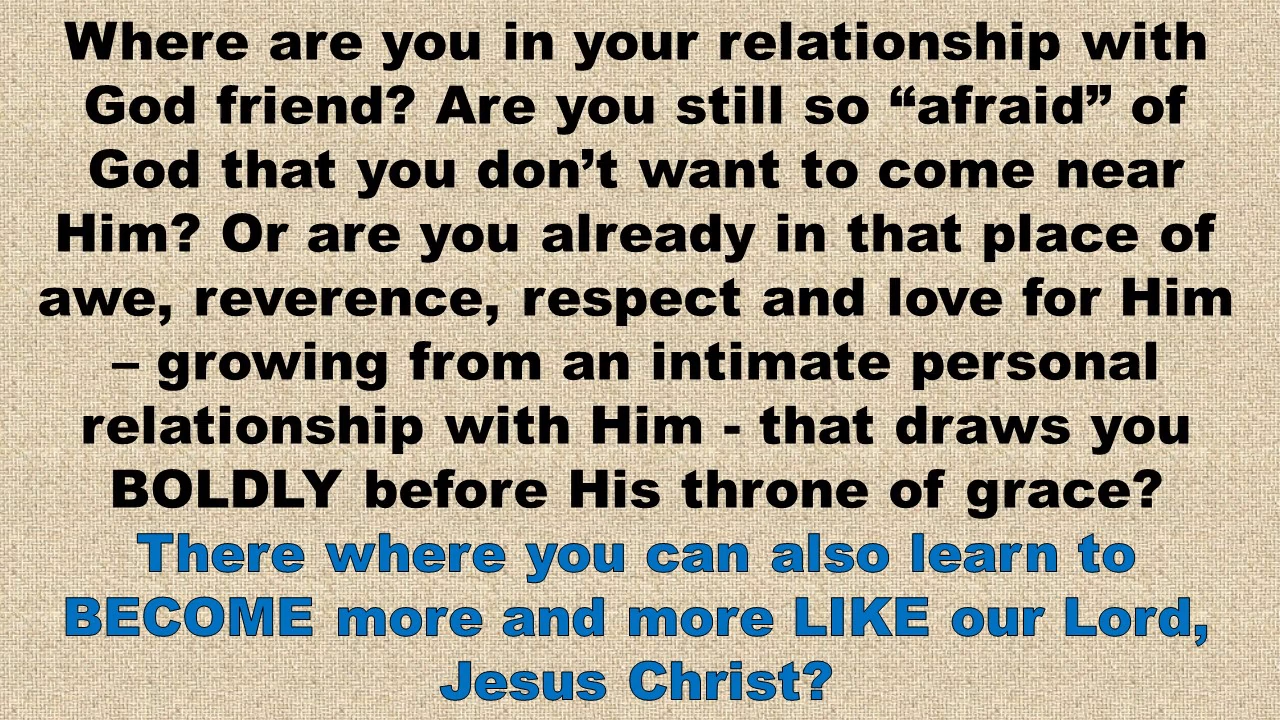 Where are you in your relationship with
God friend? Are you still so “afraid” of
God that you don’t want to come near
Him? Or are you already in that place of
awe, reverence, respect and love for Him
– growing from an intimate personal
relationship with Him - that draws you
BOLDLY before His throne of grace?
There where you can also learn to
BECOME more and more LIKE our Lord,
Jesus Christ?